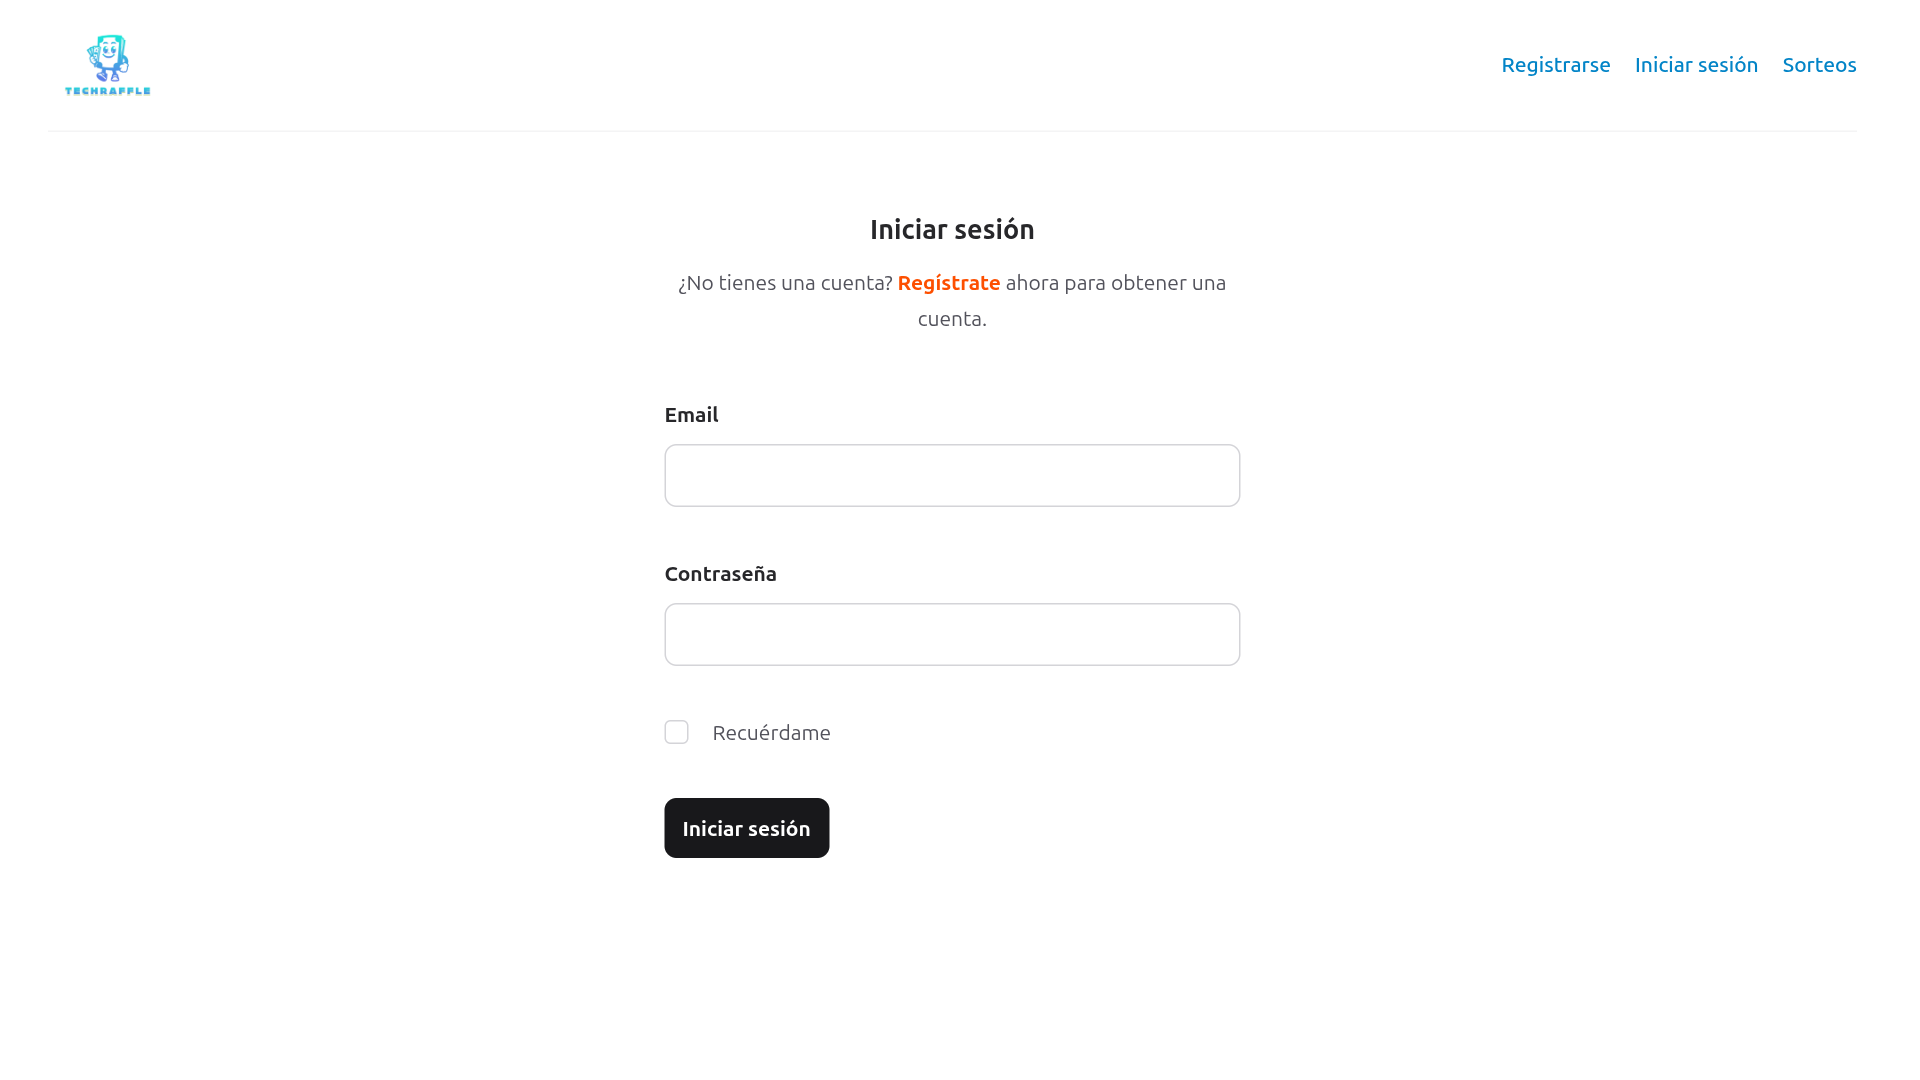 TECHRAFFLE
Registrarse Iniciar sesión Sorteos
Iniciar sesión
¿No tienes una cuenta? Regístrate ahora para obtener una
cuenta.
Email
Contraseña
Recuérdame
Iniciar sesión